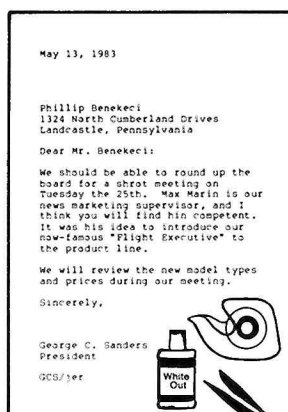 May 13, 1983
Phillip Benekeci
1324 North Cumberland Drives
Landcastle, Pennsylvania
Dear Mr. Benekeci:
We should be able to round up the
board for a shrot meeting on
Tuesday the 25th. Max Marin is our
news marketing supervisor, and I
think you will find hin competent.
It was his idea to introduce our
now-famous "Flight Executive" to
the product line.
We will review the new model types
and prices during our meeting.
Sincerely,
George C. Sanders
President
GCS/jer
White
Out